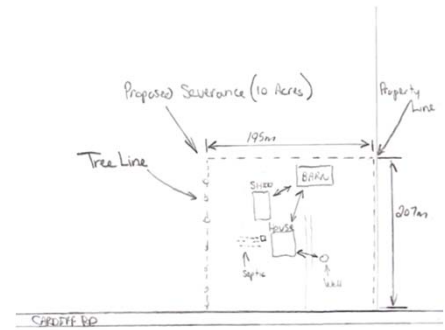 Proposed Severance (10 Acres)
Property
Line
195m
Tree Line
BARN
SHED
House
207m
Septic
Well
CARDIFF RD